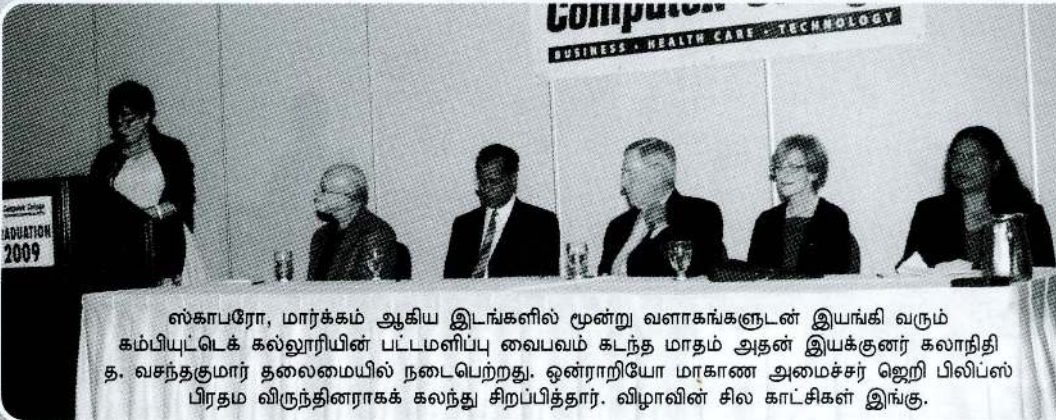 BUSINESS • HEALTH CARE • TECHNOLOGY
Computek College
GRADUATION
2009
ஸ்காபரோ, மார்க்கம் ஆகிய இடங்களில் மூன்று வளாகங்களுடன் இயங்கி வரும்
கம்பியுட்டெக் கல்லூரியின் பட்டமளிப்பு வைபவம் கடந்த மாதம் அதன் இயக்குனர் கலாநிதி
த. வசந்தகுமார் தலைமையில் நடைபெற்றது. ஒன்ராறியோ மாகாண அமைச்சர் ஜெறி பிலிப்ஸ்
பிரதம விருந்தினராகக் கலந்து சிறப்பித்தார். விழாவின் சில காட்சிகள் இங்கு.